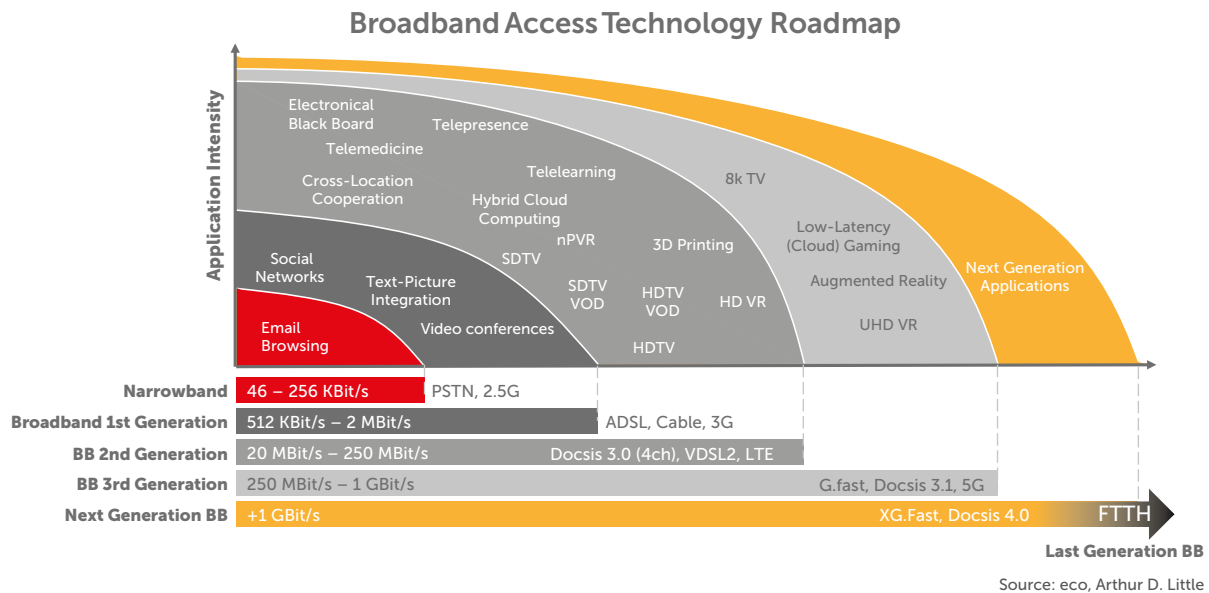 Broadband Access Technology Roadmap
Application Intensity
Electronical
Black Board
Telepresence
Telemedicine
Cross-Location
Cooperation
Telelearning
Hybrid Cloud
Computing
nPVR
SDTV
3D Printing
SDTV
VOD
HDTV
VOD
HD VR
HDTV
8k TV
Low-Latency
(Cloud) Gaming
Augmented Reality
UHD VR
Next Generation
Applications
Social
Networks
Text-Picture
Integration
Video conferences
Email
Browsing
Narrowband 46 – 256 KBit/s PSTN, 2.5G
Broadband 1st Generation 512 KBit/s – 2 MBit/s ADSL, Cable, 3G
BB 2nd Generation 20 MBit/s – 250 MBit/s Docsis 3.0 (4ch), VDSL2, LTE
BB 3rd Generation 250 MBit/s – 1 GBit/s G.fast, Docsis 3.1, 5G
Next Generation BB +1 GBit/s XG.Fast, Docsis 4.0 FTTH
Last Generation BB
Source: eco, Arthur D. Little